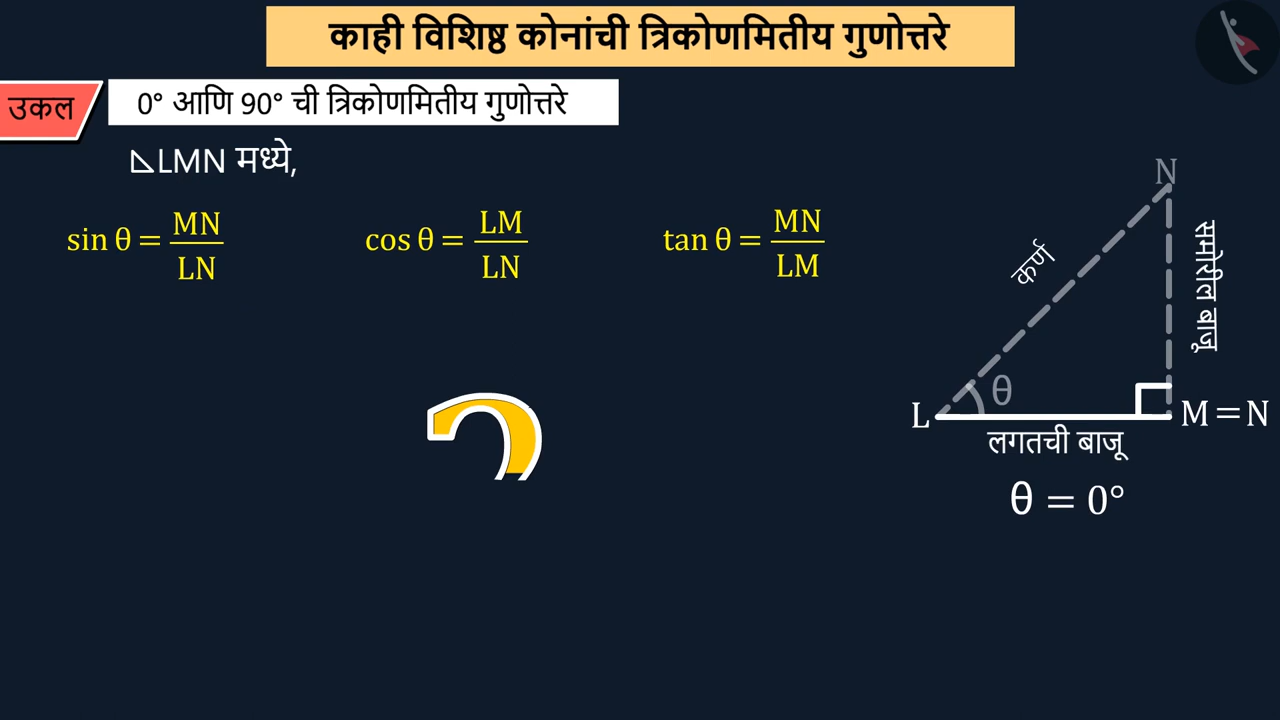 काही विशिष्ठ कोनांची त्रिकोणमितीय गुणोत्तरे
उकल
0° आणि 90° ची त्रिकोणमितीय गुणोत्तरे
⊿LMN मध्ये,
sin θ = MN/LN
cos θ = LM/LN
tan θ = MN/LM
N
कर्ण
समोरील बाजू
θ
L
M = N
लगतची बाजू
θ = 0°